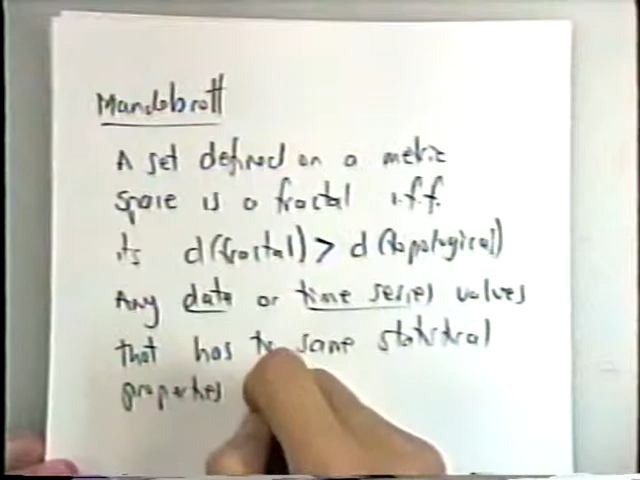 Mandebrott
A set defined on a metric
space is a fractal i.f.f.
its d(fractal) > d(topological)
Any data or time series values
that has the same statistical
properties